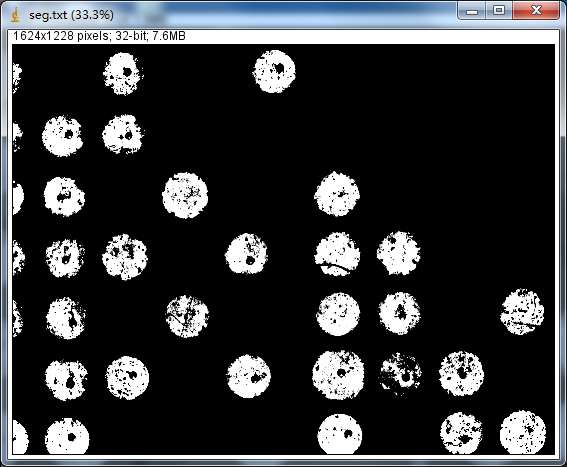 seg.txt (33.3%)
1624x1228 pixels; 32-bit; 7.6MB